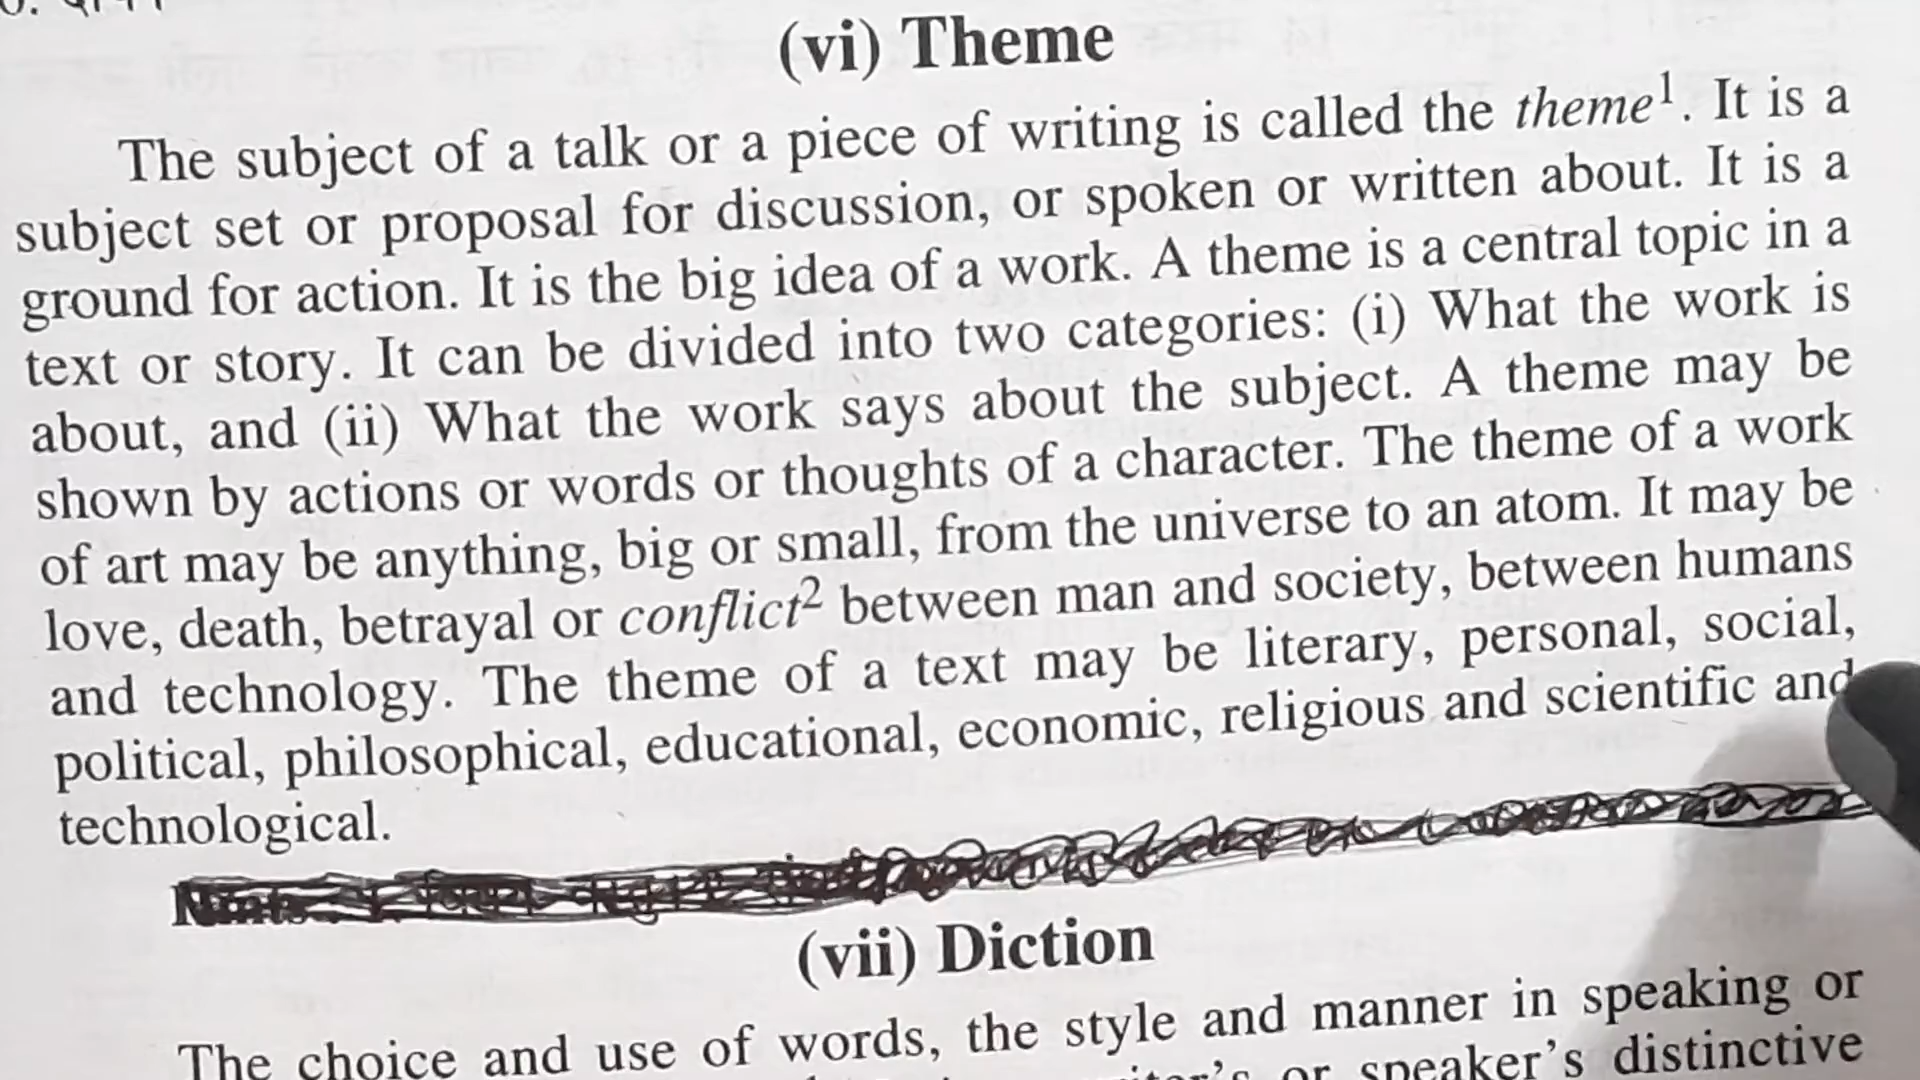 (vi) Theme
The subject of a talk or a piece of writing is called the theme¹. It is a
subject set or proposal for discussion, or spoken or written about. It is a
ground for action. It is the big idea of a work. A theme is a central topic in a
text or story. It can be divided into two categories: (i) What the work is
about, and (ii) What the work says about the subject. A theme may be
shown by actions or words or thoughts of a character. The theme of a work
of art may be anything, big or small, from the universe to an atom. It may be
love, death, betrayal or conflict² between man and society, between humans
and technology. The theme of a text may be literary, personal, social,
political, philosophical, educational, economic, religious and scientific and
technological.
(vii) Diction
The choice and use of words, the style and manner in speaking or
or speaker's distinctive